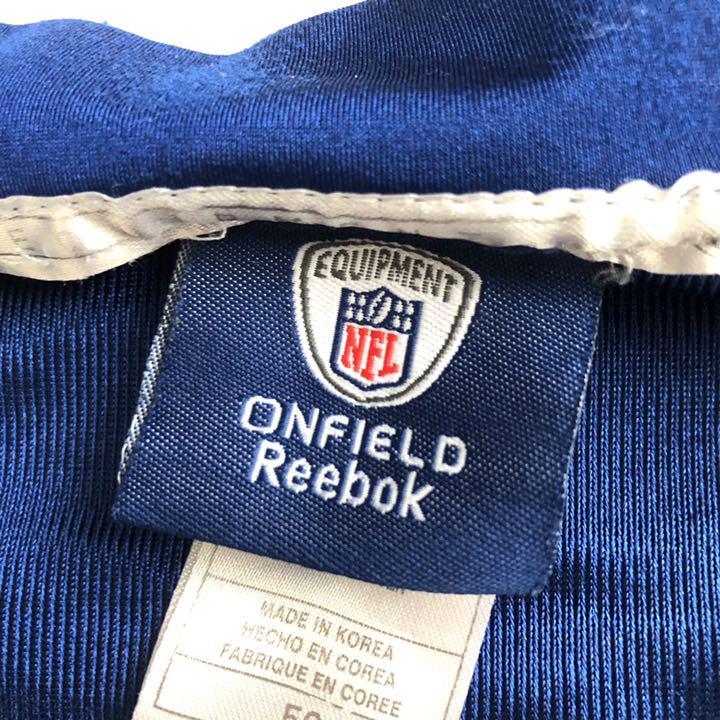 EQUIPMENT
NFL
ONFIELD
Reebok
MADE IN KOREA
HECHO EN COREA
FABRIQUE EN COREE